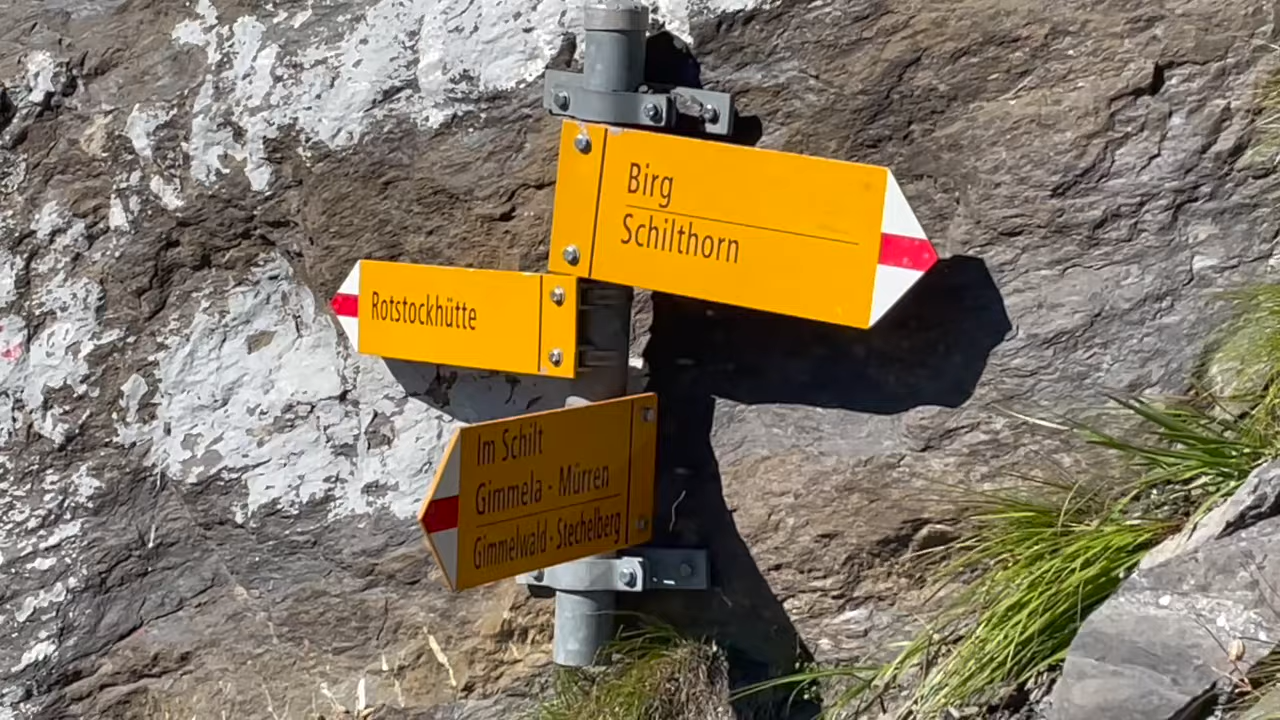 Birg
Schilthorn
Rotstockhütte
Im Schilt
Gimmela - Mürren
Gimmelwald - Stechelberg